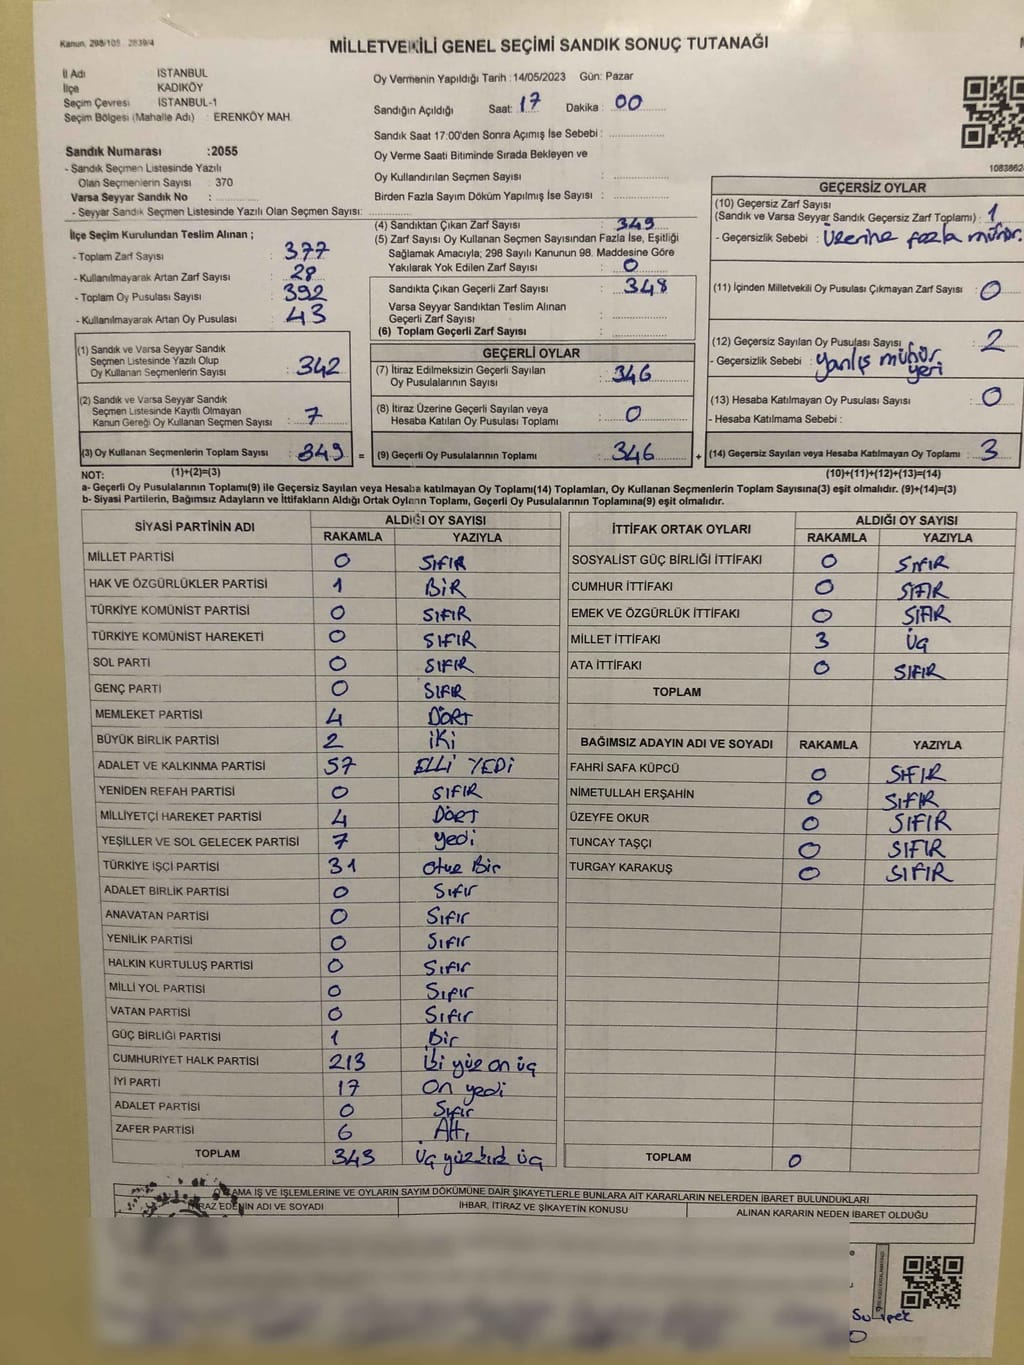 Kanun, 298/105 2839/4
MİLLETVEKİLİ GENEL SEÇİMİ SANDIK SONUÇ TUTANAĞI
İl Adı İSTANBUL
İlçe KADIKÖY
Seçim Çevresi İSTANBUL-1
Seçim Bölgesi (Mahalle Adı) : ERENKÖY MAH.
Sandık Numarası :2055
- Sandık Seçmen Listesinde Yazılı
Olan Seçmenlerin Sayısı : 370
Varsa Seyyar Sandık No :
- Seyyar Sandık Seçmen Listesinde Yazılı Olan Seçmen Sayısı:
Oy Vermenin Yapıldığı Tarih :14/05/2023 Gün: Pazar
Sandığın Açıldığı Saat: 17 Dakika : 00
Sandık Saat 17:00'den Sonra Açımış İse Sebebi :
Oy Verme Saati Bitiminde Sırada Bekleyen ve
Oy Kullandırılan Seçmen Sayısı :
Birden Fazla Sayım Döküm Yapılmış İse Sayısı :
1083862
İlçe Seçim Kurulundan Teslim Alınan ;
- Toplam Zarf Sayısı : 377
- Kullanılmayarak Artan Zarf Sayısı : 28
- Toplam Oy Pusulası Sayısı : 392
- Kullanılmayarak Artan Oy Pusulası : 43
(4) Sandıktan Çıkan Zarf Sayısı : 349
(5) Zarf Sayısı Oy Kullanan Seçmen Sayısından Fazla İse, Eşitliği
Sağlamak Amacıyla; 298 Sayılı Kanunun 98. Maddesine Göre
Yakılarak Yok Edilen Zarf Sayısı : 0
Sandıkta Çıkan Geçerli Zarf Sayısı : 348
Varsa Seyyar Sandıktan Teslim Alınan
Geçerli Zarf Sayısı :
(6) Toplam Geçerli Zarf Sayısı :
GEÇERSİZ OYLAR
(10) Geçersiz Zarf Sayısı
(Sandık ve Varsa Seyyar Sandık Geçersiz Zarf Toplamı) : 1
- Geçersizlik Sebebi : üzerine fazla mühür.
(11) İçinden Milletvekili Oy Pusulası Çıkmayan Zarf Sayısı : 0
(12) Geçersiz Sayılan Oy Pusulası Sayısı : 2
- Geçersizlik Sebebi : yanlış mühür
yeri
(13) Hesaba Katılmayan Oy Pusulası Sayısı : 0
- Hesaba Katılmama Sebebi :
(14) Geçersiz Sayılan veya Hesaba Katılmayan Oy Toplamı : 3
(1) Sandık ve Varsa Seyyar Sandık
Seçmen Listesinde Yazılı Olup
Oy Kullanan Seçmenlerin Sayısı : 342
(2) Sandık ve Varsa Seyyar Sandık
Seçmen Listesinde Kayıtlı Olmayan
Kanun Gereği Oy Kullanan Seçmen Sayısı : 7
(3) Oy Kullanan Seçmenlerin Toplam Sayısı : 349 =
GEÇERLİ OYLAR
(7) İtiraz Edilmeksizin Geçerli Sayılan
Oy Pusulalarının Sayısı : 346
(8) İtiraz Üzerine Geçerli Sayılan veya
Hesaba Katılan Oy Pusulası Toplamı : 0
(9) Geçerli Oy Pusulalarının Toplamı : 346 +
NOT: (1)+(2)=(3) (10)+(11)+(12)+(13)=(14)
a- Geçerli Oy Pusulalarının Toplamı(9) ile Geçersiz Sayılan veya Hesaba katılmayan Oy Toplamı(14) Toplamları, Oy Kullanan Seçmenlerin Toplam Sayısına(3) eşit olmalıdır. (9)+(14)=(3)
b- Siyasi Partilerin, Bağımsız Adayların ve İttifakların Aldığı Ortak Oyların Toplamı, Geçerli Oy Pusulalarının Toplamına(9) eşit olmalıdır.
SİYASİ PARTİNİN ADI ALDIĞI OY SAYISI
RAKAMLA YAZIYLA
MİLLET PARTİSİ 0 SIFIR
HAK VE ÖZGÜRLÜKLER PARTİSİ 1 BİR
TÜRKİYE KOMÜNİST PARTİSİ 0 SIFIR
TÜRKİYE KOMÜNİST HAREKETİ 0 SIFIR
SOL PARTİ 0 SIFIR
GENÇ PARTİ 0 SIFIR
MEMLEKET PARTİSİ 4 DÖRT
BÜYÜK BİRLİK PARTİSİ 2 İKİ
ADALET VE KALKINMA PARTİSİ 57 ELLİ YEDİ
YENİDEN REFAH PARTİSİ 0 SIFIR
MİLLİYETÇİ HAREKET PARTİSİ 4 DÖRT
YEŞİLLER VE SOL GELECEK PARTİSİ 7 yedi
TÜRKİYE İŞÇİ PARTİSİ 31 Otuz Bir
ADALET BİRLİK PARTİSİ 0 Sıfır
ANAVATAN PARTİSİ 0 Sıfır
YENİLİK PARTİSİ 0 Sıfır
HALKIN KURTULUŞ PARTİSİ 0 Sıfır
MİLLİ YOL PARTİSİ 0 Sıfır
VATAN PARTİSİ 0 Sıfır
GÜÇ BİRLİĞİ PARTİSİ 1 Bir
CUMHURİYET HALK PARTİSİ 213 İki yüz on üç
İYİ PARTİ 17 On yedi
ADALET PARTİSİ 0 Sıfır
ZAFER PARTİSİ 6 Altı
TOPLAM 343 Üç yüz kırk üç
İTTİFAK ORTAK OYLARI ALDIĞI OY SAYISI
RAKAMLA YAZIYLA
SOSYALİST GÜÇ BİRLİĞİ İTTİFAKI 0 SIFIR
CUMHUR İTTİFAKI 0 SIFIR
EMEK VE ÖZGÜRLÜK İTTİFAKI 0 SIFIR
MİLLET İTTİFAKI 3 ÜÇ
ATA İTTİFAKI 0 SIFIR
TOPLAM
BAĞIMSIZ ADAYIN ADI VE SOYADI RAKAMLA YAZIYLA
FAHRİ SAFA KÜPCÜ 0 SIFIR
NİMETULLAH ERŞAHİN 0 SIFIR
ÜZEYFE OKUR 0 SIFIR
TUNCAY TAŞÇI 0 SIFIR
TURGAY KARAKUŞ 0 SIFIR
TOPLAM 0
AMA İŞ VE İŞLEMLERİNE VE OYLARIN SAYIM DÖKÜMÜNE DAİR ŞİKAYETLERLE BUNLARA AİT KARARLARIN NELERDEN İBARET BULUNDUKLARI
RAZ EDENİN ADI VE SOYADI İHBAR, İTİRAZ VE ŞİKAYETİN KONUSU ALINAN KARARIN NEDEN İBARET OLDUĞU